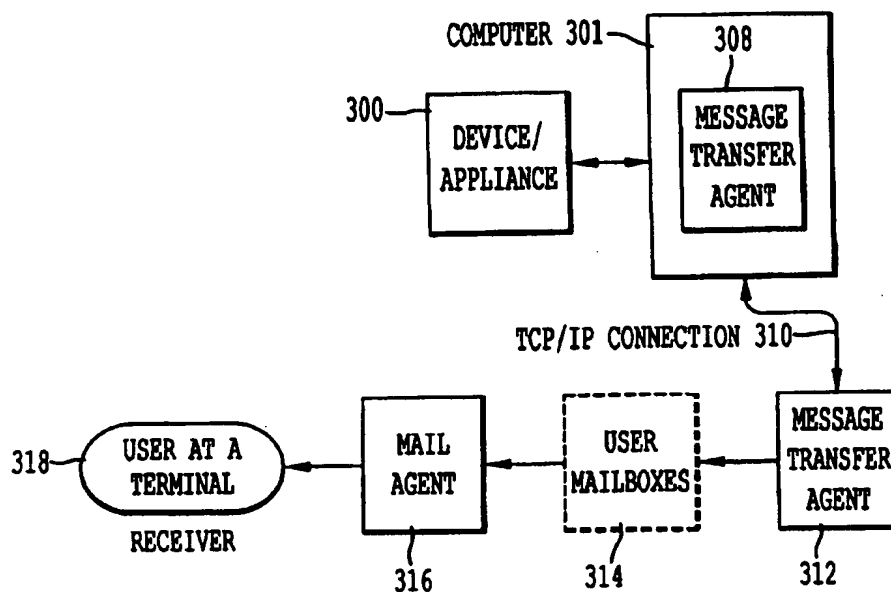 COMPUTER 301
308
300
DEVICE/
APPLIANCE
MESSAGE
TRANSFER
AGENT
TCP/IP CONNECTION 310
318
USER AT A
TERMINAL
RECEIVER
MAIL
AGENT
316
USER
MAILBOXES
314
MESSAGE
TRANSFER
AGENT
312